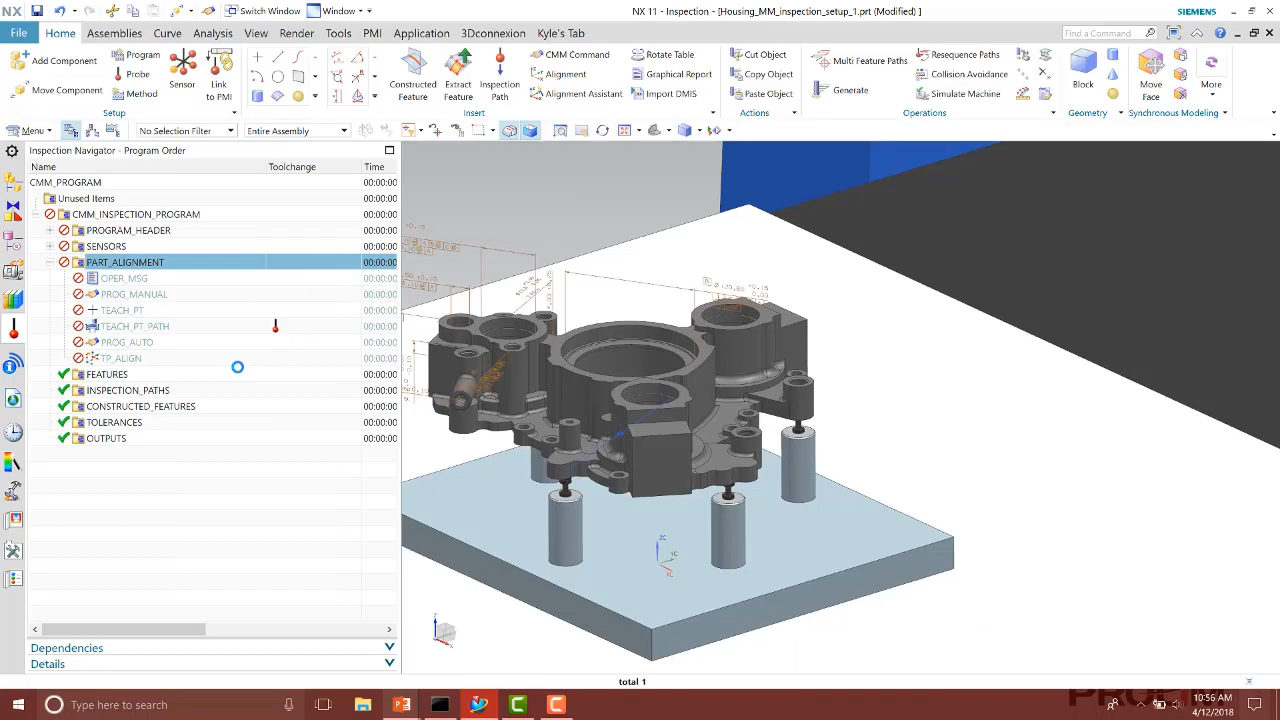 NX
Switch Window
Window
NX 11 - Inspection - [Housing_MM_inspection_setup_1.prt (Modified) ]
SIEMENS
File
Home
Assemblies
Curve
Analysis
View
Render
Tools
PMI
Application
3DConnexion
Kyle's Tab
Find a Command
Add Component
Move Component
Program
Probe
Method
Sensor
Link to PMI
Setup
Constructed Feature
Extract Feature
Inspection Path
CMM Command
Alignment
Alignment Assistant
Rotate Table
Graphical Report
Import DMIS
Insert
Cut Object
Copy Object
Paste Object
Actions
Multi Feature Paths
Generate
Resequence Paths
Collision Avoidance
Simulate Machine
Operations
Block
Geometry
Move Face
More
Synchronous Modeling
Menu
No Selection Filter
Entire Assembly
Inspection Navigator - Program Order
Name
Toolchange
Time
CMM_PROGRAM
00:00:00
Unused Items
00:00:00
CMM_INSPECTION_PROGRAM
00:00:00
PROGRAM_HEADER
00:00:00
SENSORS
00:00:00
PART_ALIGNMENT
00:00:00
OPER_MSG
00:00:00
PROG_MANUAL
00:00:00
TEACH_PT
00:00:00
TEACH_PT_PATH
00:00:00
PROG_AUTO
00:00:00
TP_ALIGN
00:00:00
FEATURES
00:00:00
INSPECTION_PATHS
00:00:00
CONSTRUCTED_FEATURES
00:00:00
TOLERANCES
00:00:00
OUTPUTS
00:00:00
ZC
YC
XC
Dependencies
Details
total 1
Type here to search
10:56 AM
4/12/2018